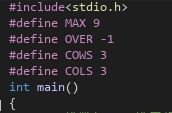 #include<stdio.h>
#define MAX 9
#define OVER -1
#define COWS 3
#define COLS 3
int main()
{